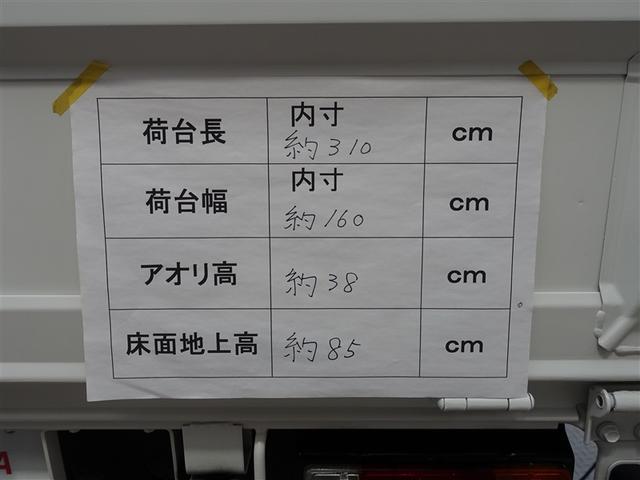 荷台長 内寸 約310 cm
荷台幅 内寸 約160 cm
アオリ高 約38 cm
床面地上高 約85 cm
A